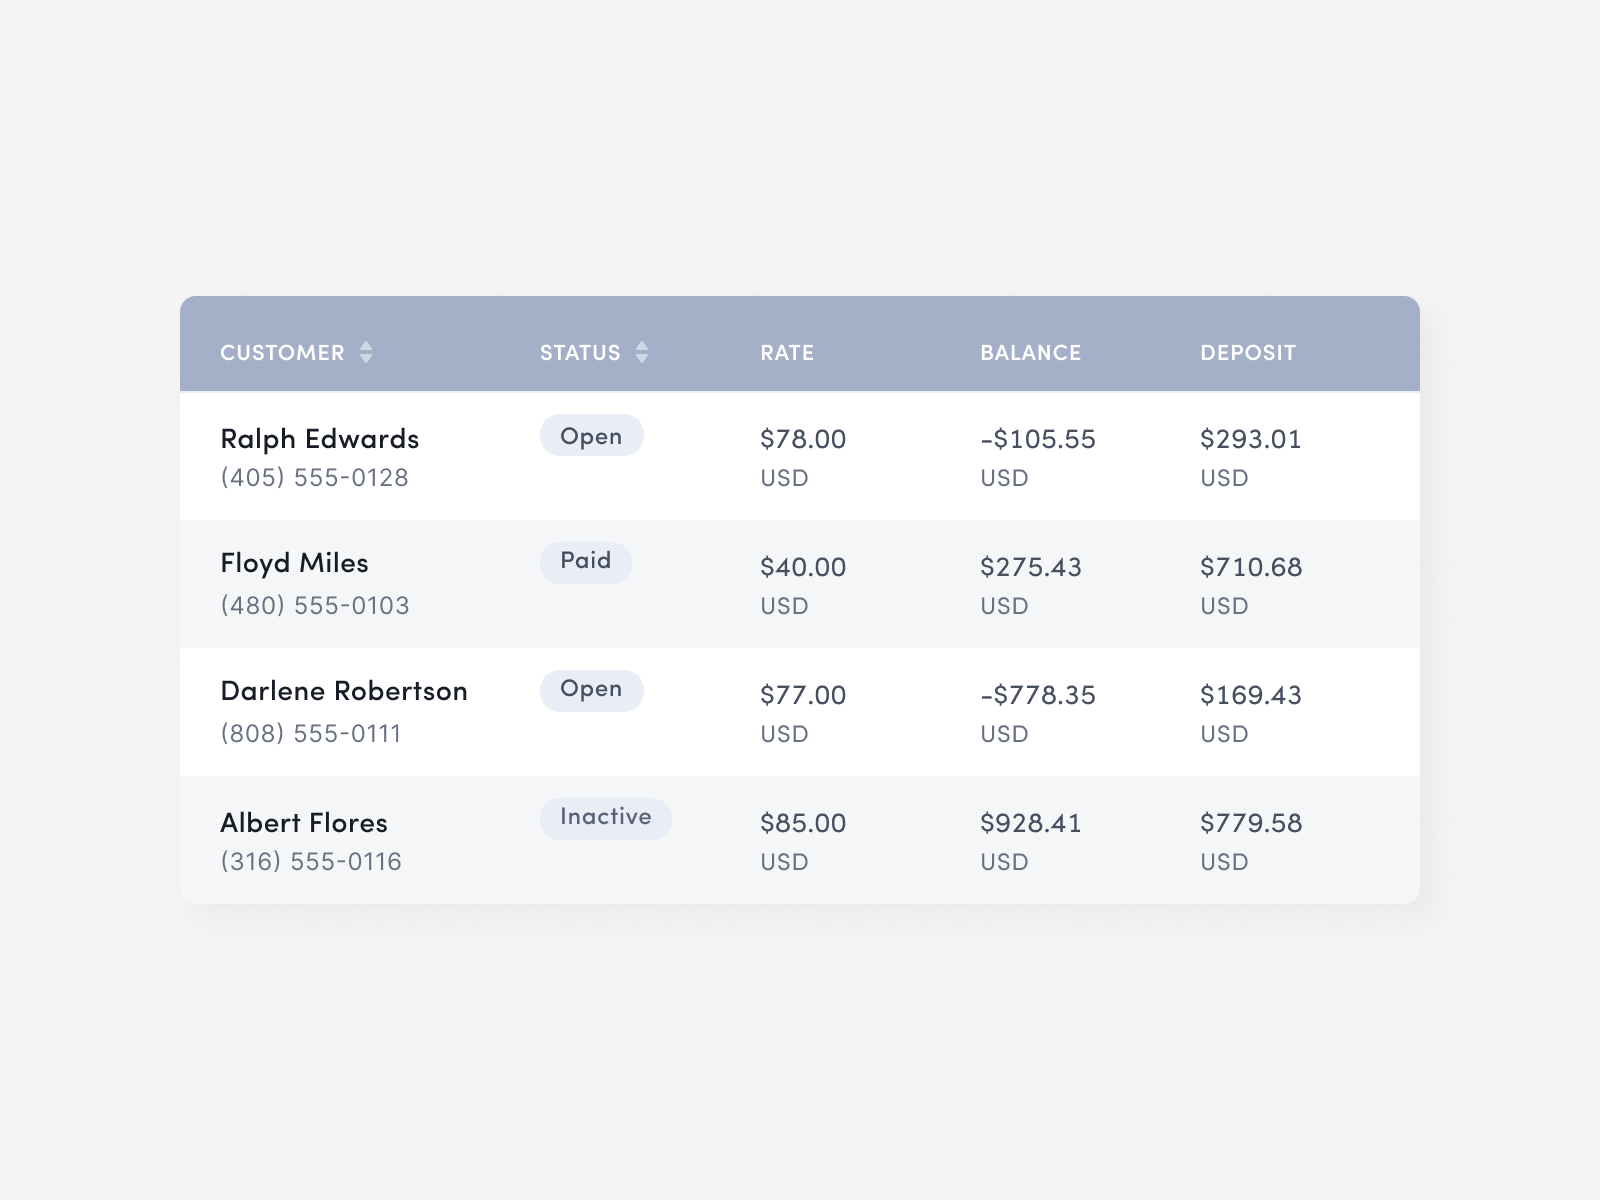 CUSTOMER STATUS RATE BALANCE DEPOSIT
Ralph Edwards Open $78.00 -$105.55 $293.01
(405) 555-0128 USD USD USD
Floyd Miles Paid $40.00 $275.43 $710.68
(480) 555-0103 USD USD USD
Darlene Robertson Open $77.00 -$778.35 $169.43
(808) 555-0111 USD USD USD
Albert Flores Inactive $85.00 $928.41 $779.58
(316) 555-0116 USD USD USD